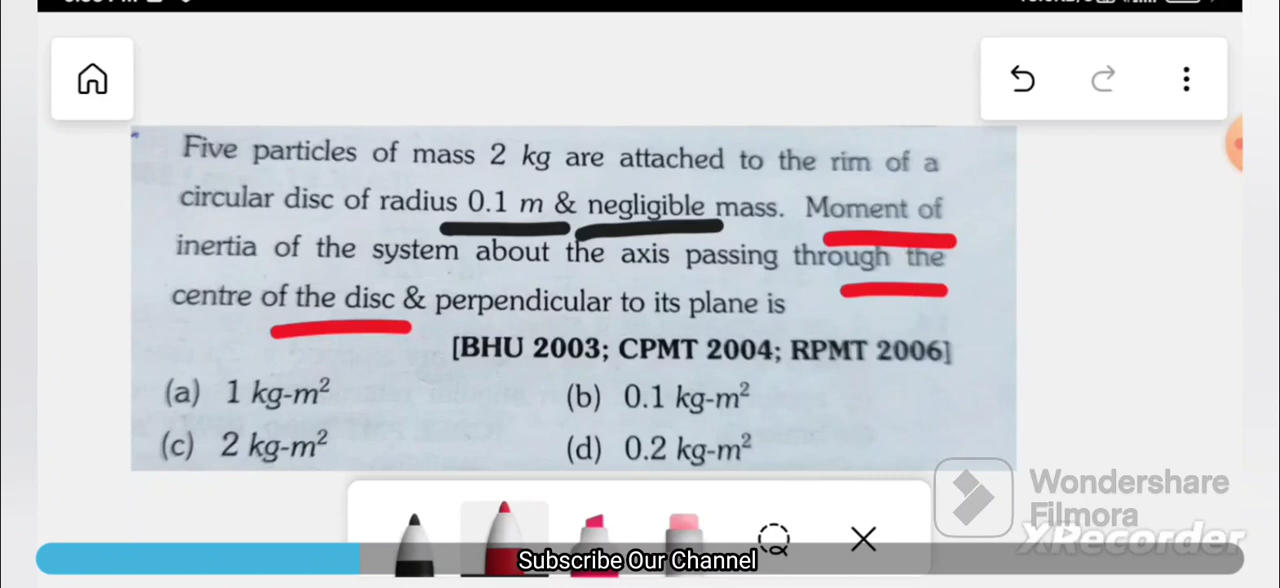 Five particles of mass 2 kg are attached to the rim of a
circular disc of radius 0.1 m & negligible mass. Moment of
inertia of the system about the axis passing through the
centre of the disc & perpendicular to its plane is
[BHU 2003; CPMT 2004; RPMT 2006]
(a) 1 kg-m² (b) 0.1 kg-m²
(c) 2 kg-m² (d) 0.2 kg-m²
Wondershare
Filmora
XRecorder
Subscribe Our Channel